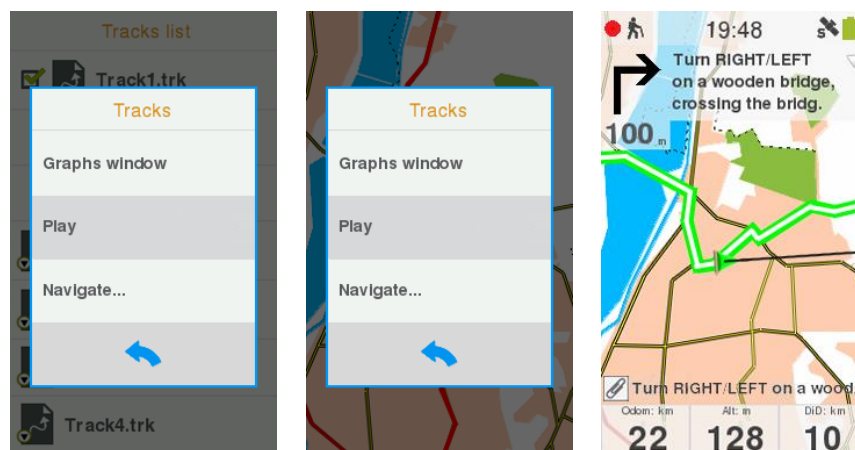 Tracks list
Track1.trk
Tracks
Graphs window
Play
Navigate...
Track4.trk
Tracks
Graphs window
Play
Navigate...
19:48
S
Turn RIGHT/LEFT
on a wooden bridge,
crossing the bridg.
100 m
Turn RIGHT/LEFT on a wood
Odom: km Alt: m DiD: km
22 128 10